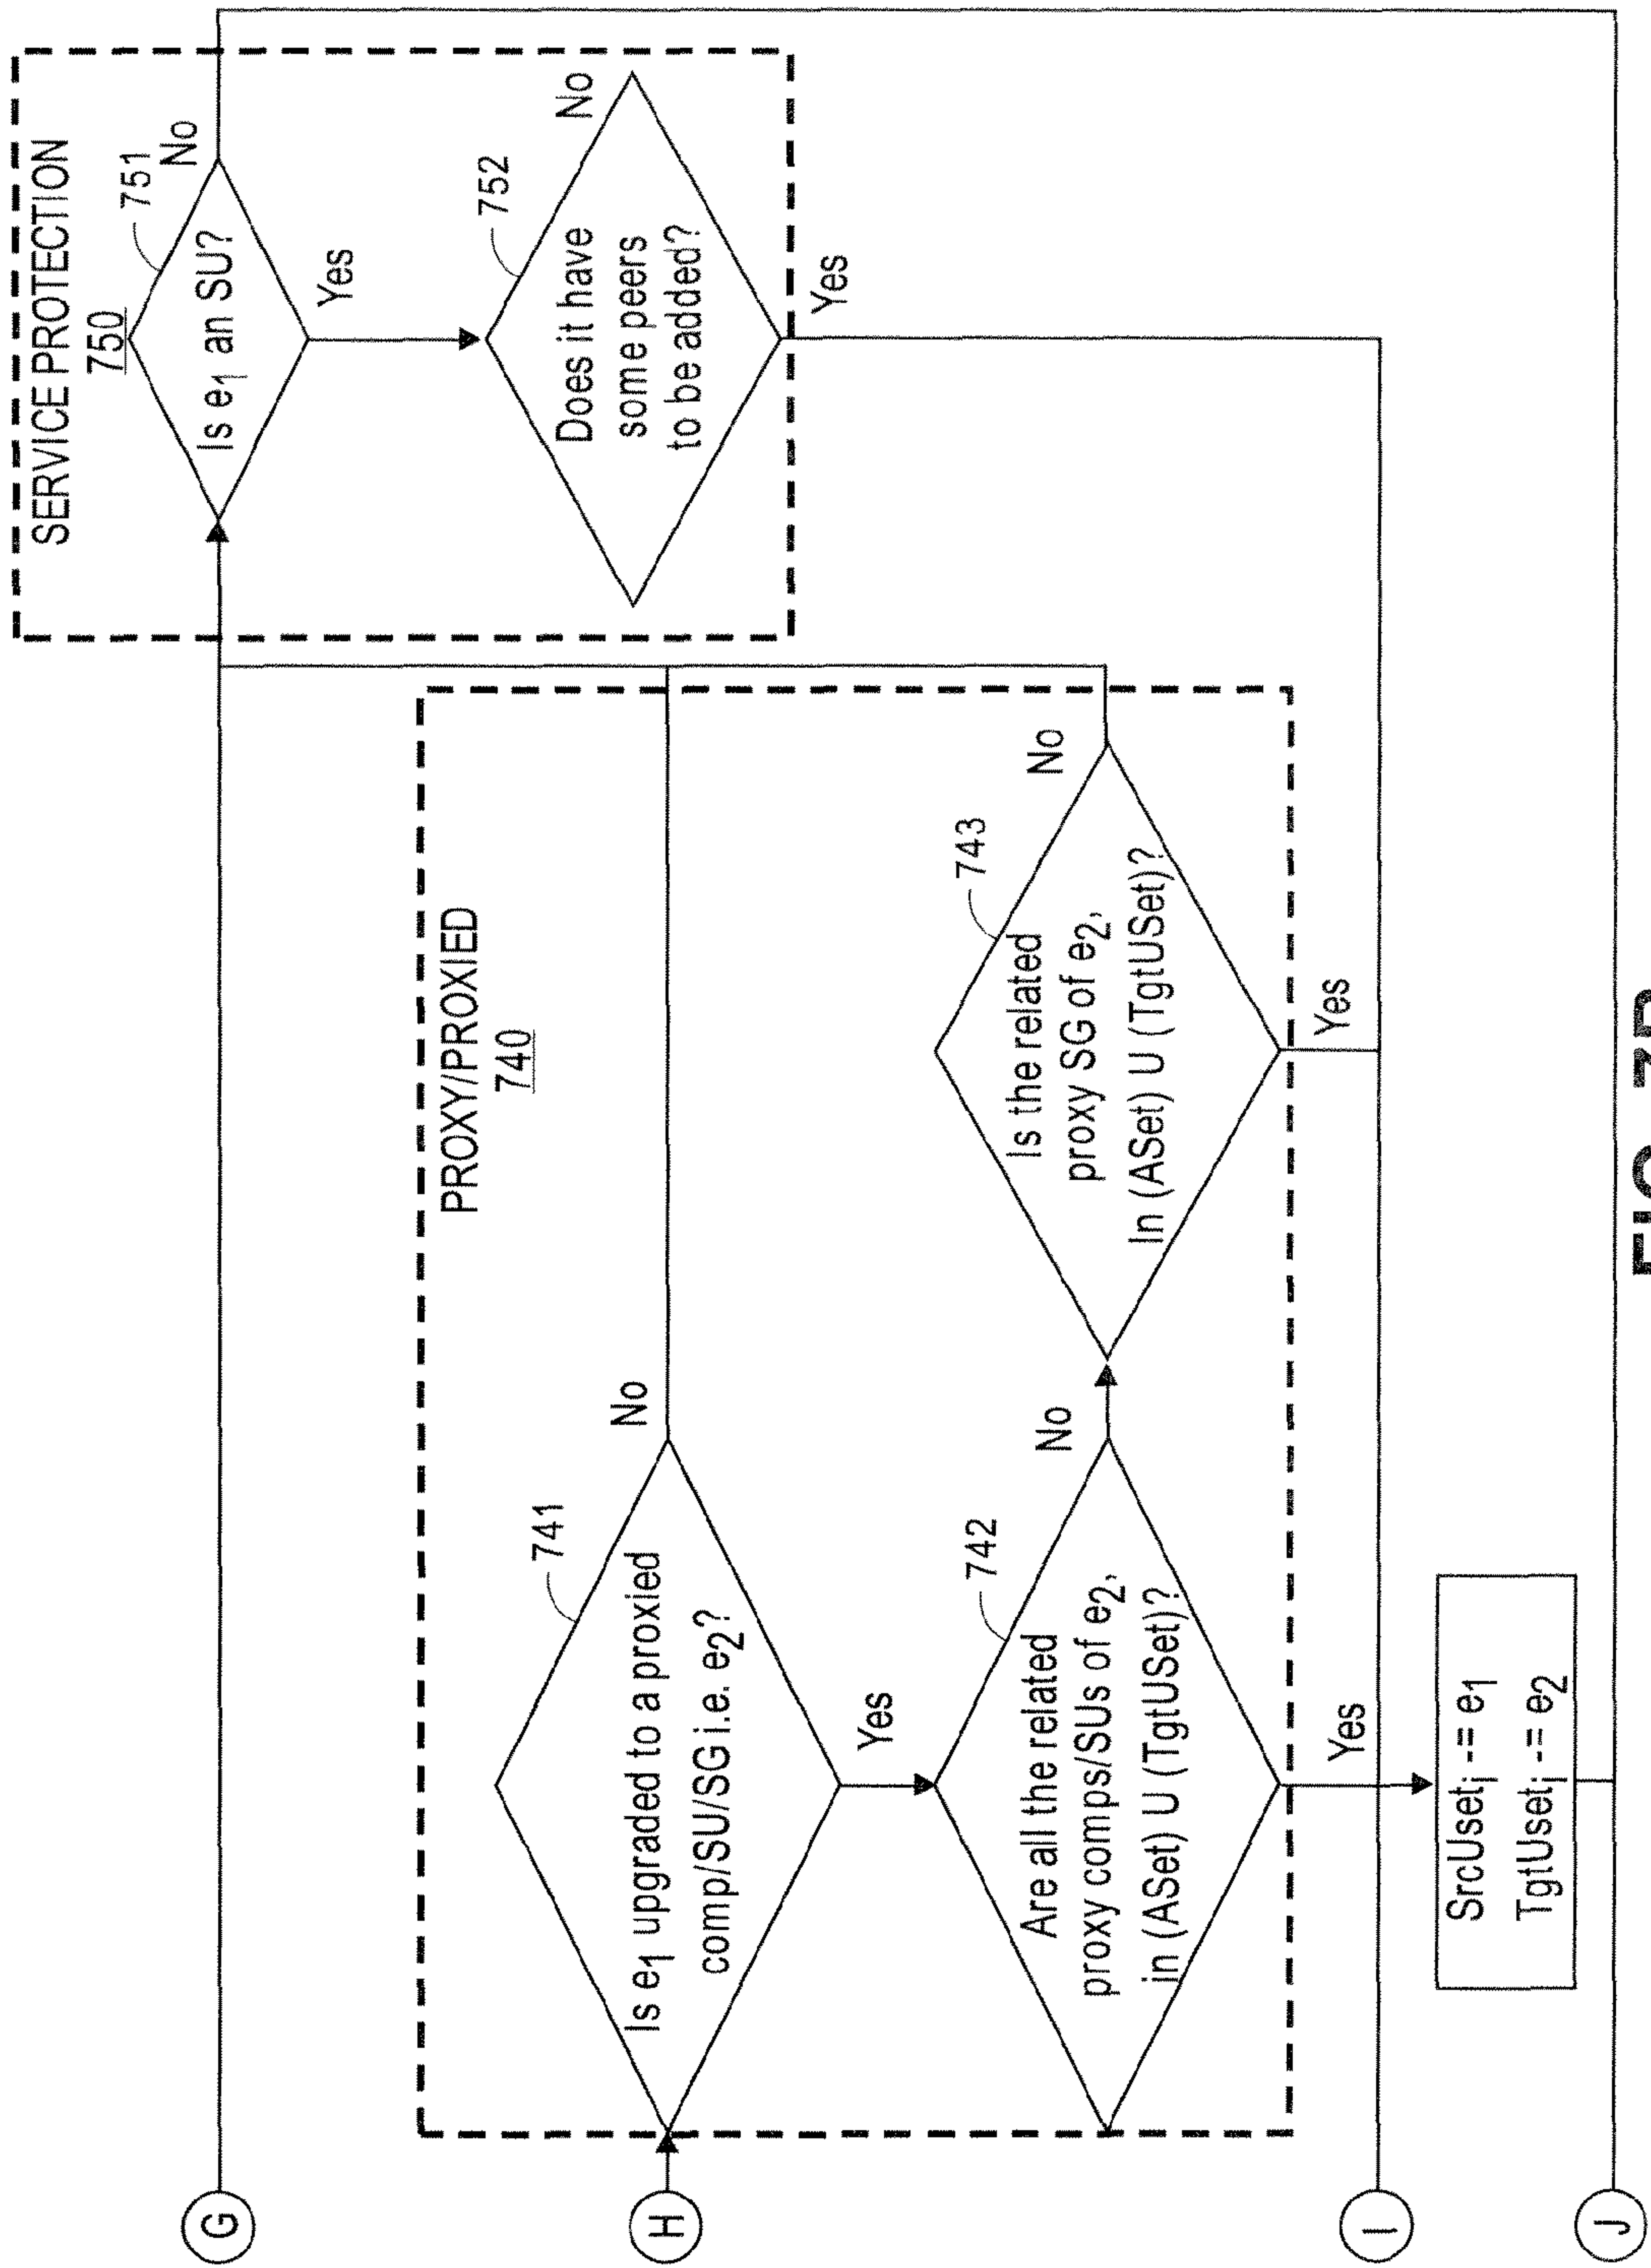 SERVICE PROTECTION
750
751
Is e1 an SU?
No
Yes
752
Does it have
some peers
to be added?
No
Yes
PROXY/PROXIED
740
741
Is e1 upgraded to a proxied
comp/SU/SG i.e. e2?
No
Yes
742
Are all the related
proxy comps/SUs of e2,
in (ASet) U (TgtUSet)?
No
Yes
743
Is the related
proxy SG of e2,
In (ASet) U (TgtUSet)?
No
Yes
SrcUseti -= e1
TgtUseti -= e2
G
H
I
J